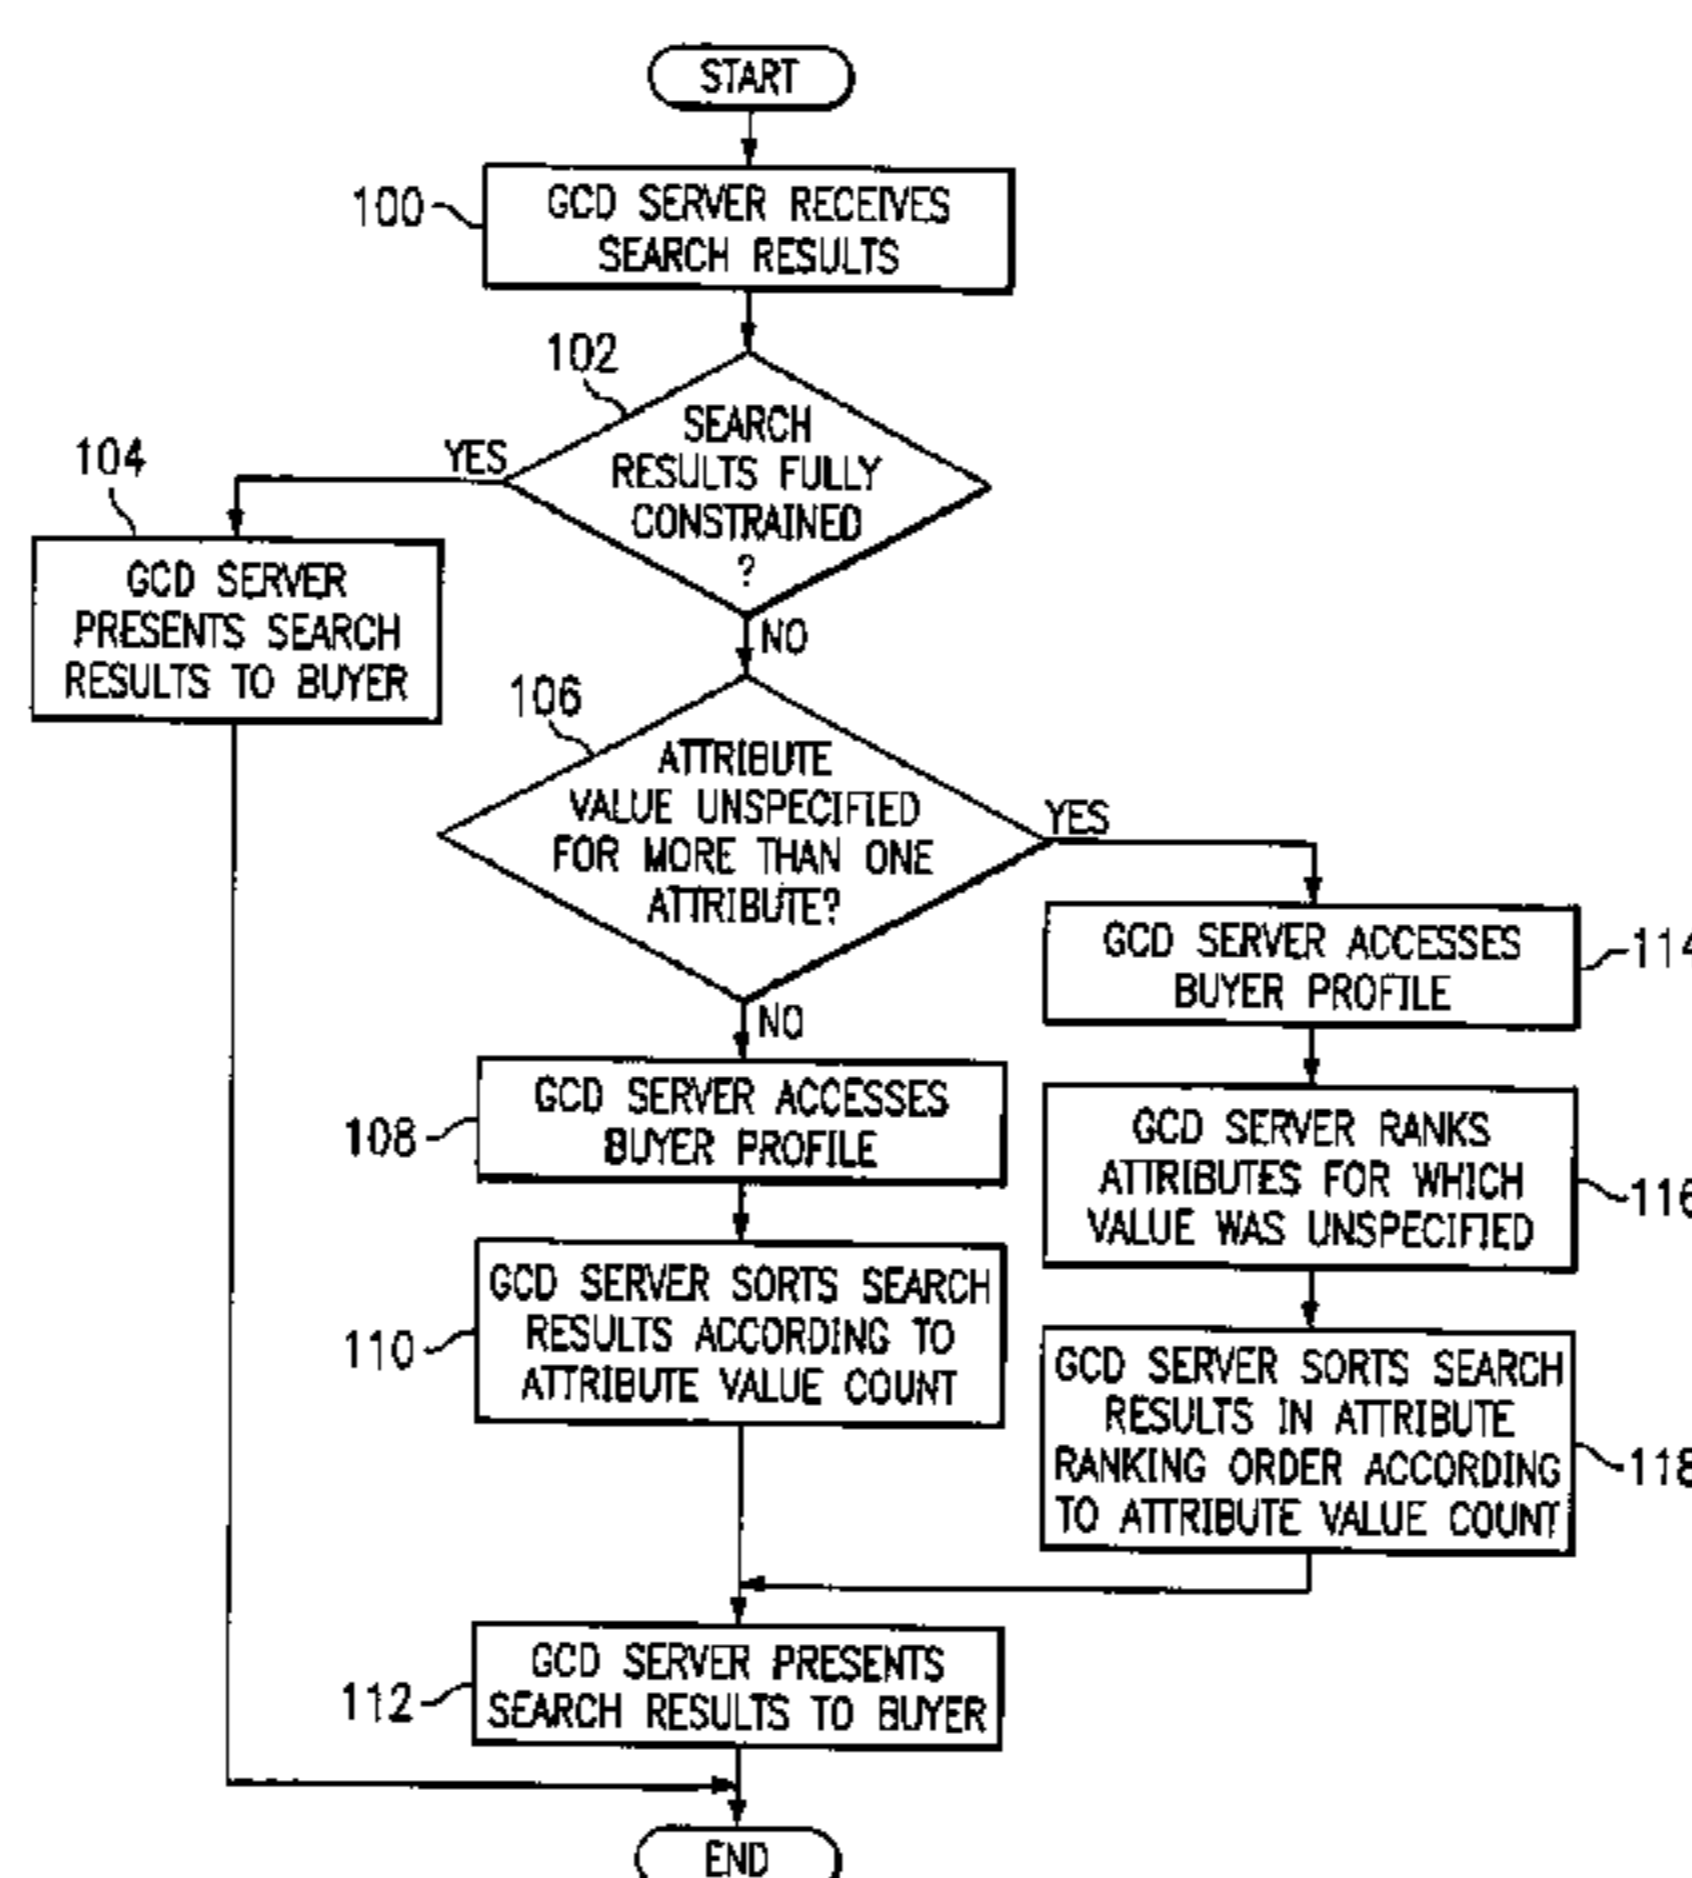 START
100
GCD SERVER RECEIVES
SEARCH RESULTS
102
SEARCH
RESULTS FULLY
CONSTRAINED
?
YES
NO
104
GCD SERVER
PRESENTS SEARCH
RESULTS TO BUYER
106
ATTRIBUTE
VALUE UNSPECIFIED
FOR MORE THAN ONE
ATTRIBUTE?
YES
NO
GCD SERVER ACCESSES
BUYER PROFILE
114
108
GCD SERVER ACCESSES
BUYER PROFILE
GCD SERVER RANKS
ATTRIBUTES FOR WHICH
VALUE WAS UNSPECIFIED
116
110
GCD SERVER SORTS SEARCH
RESULTS ACCORDING TO
ATTRIBUTE VALUE COUNT
GCD SERVER SORTS SEARCH
RESULTS IN ATTRIBUTE
RANKING ORDER ACCORDING
TO ATTRIBUTE VALUE COUNT
118
112
GCD SERVER PRESENTS
SEARCH RESULTS TO BUYER
END